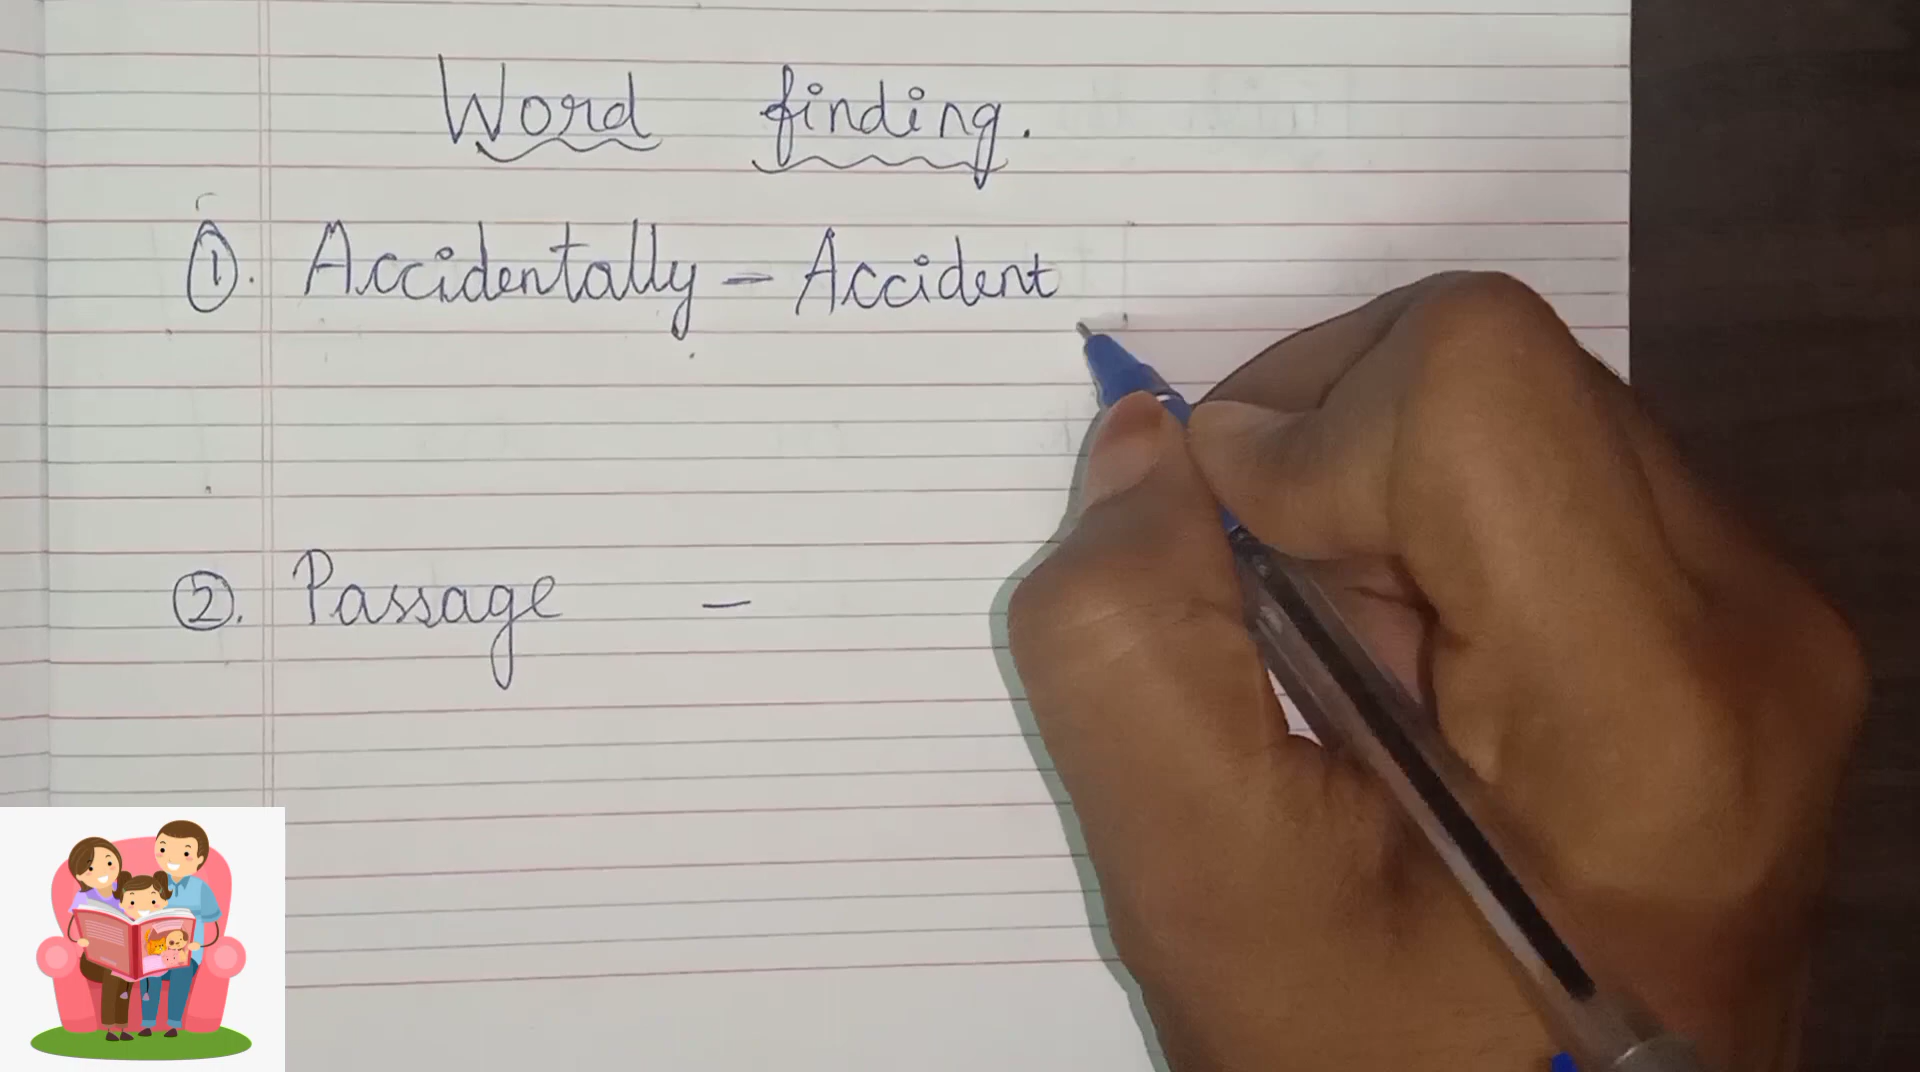 Word finding.
①. Accidentally - Accident
②. Passage -